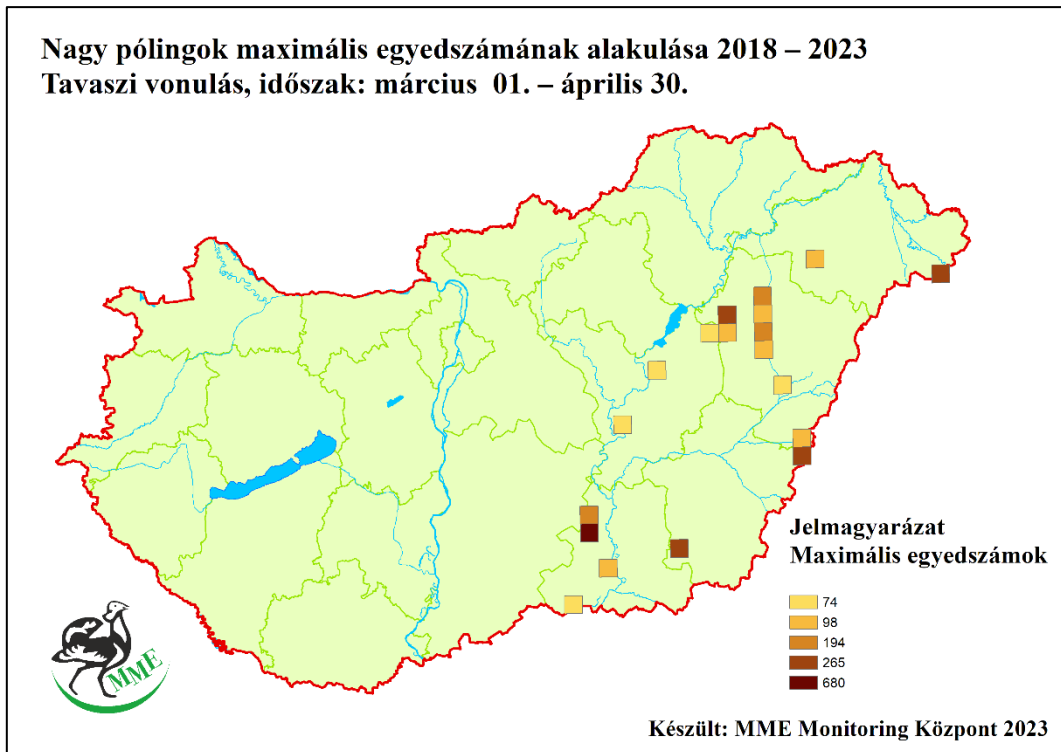 Nagy pólingok maximális egyedszámának alakulása 2018 – 2023
Tavaszi vonulás, időszak: március 01. – április 30.
Jelmagyarázat
Maximális egyedszámok
74
98
194
265
680
MME
Készült: MME Monitoring Központ 2023